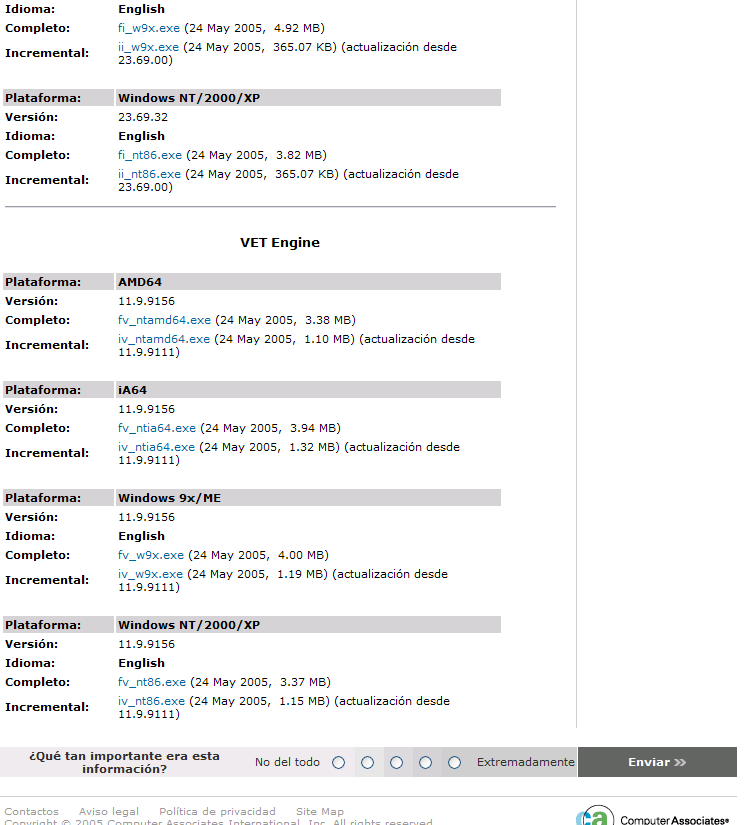 Idioma: English
Completo: fi_w9x.exe (24 May 2005, 4.92 MB)
Incremental: ii_w9x.exe (24 May 2005, 365.07 KB) (actualización desde
23.69.00)
Plataforma: Windows NT/2000/XP
Versión: 23.69.32
Idioma: English
Completo: fi_nt86.exe (24 May 2005, 3.82 MB)
Incremental: ii_nt86.exe (24 May 2005, 365.07 KB) (actualización desde
23.69.00)
VET Engine
Plataforma: AMD64
Versión: 11.9.9156
Completo: fv_ntamd64.exe (24 May 2005, 3.38 MB)
Incremental: iv_ntamd64.exe (24 May 2005, 1.10 MB) (actualización desde
11.9.9111)
Plataforma: iA64
Versión: 11.9.9156
Completo: fv_ntia64.exe (24 May 2005, 3.94 MB)
Incremental: iv_ntia64.exe (24 May 2005, 1.32 MB) (actualización desde
11.9.9111)
Plataforma: Windows 9x/ME
Versión: 11.9.9156
Idioma: English
Completo: fv_w9x.exe (24 May 2005, 4.00 MB)
Incremental: iv_w9x.exe (24 May 2005, 1.19 MB) (actualización desde
11.9.9111)
Plataforma: Windows NT/2000/XP
Versión: 11.9.9156
Idioma: English
Completo: fv_nt86.exe (24 May 2005, 3.37 MB)
Incremental: iv_nt86.exe (24 May 2005, 1.15 MB) (actualización desde
11.9.9111)
¿Qué tan importante era esta
información?
No del todo Extremadamente Enviar »
Contactos Aviso legal Política de privacidad Site Map
Copyright © 2005 Computer Associates International, Inc. All rights reserved
ca Computer Associates®